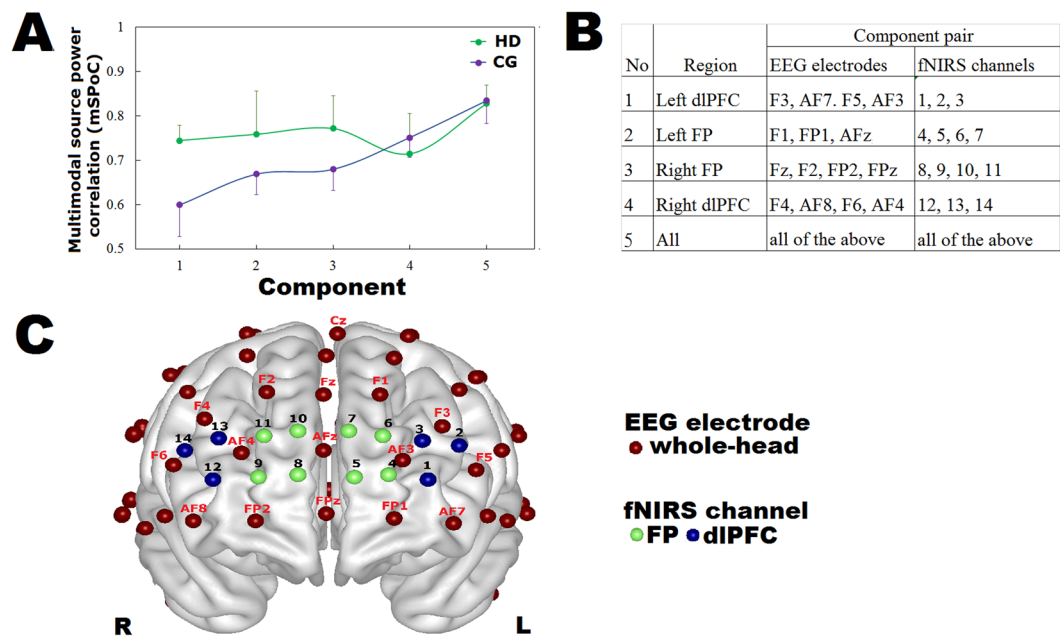 A
Multimodal source power
correlation (mSPoC)
1
0.9
0.8
0.7
0.6
0.5
HD
CG
1 2 3 4 5
Component
B
Component pair
No Region EEG electrodes fNIRS channels
1 Left dlPFC F3, AF7. F5, AF3 1, 2, 3
2 Left FP F1, FP1, AFz 4, 5, 6, 7
3 Right FP Fz, F2, FP2, FPz 8, 9, 10, 11
4 Right dlPFC F4, AF8, F6, AF4 12, 13, 14
5 All all of the above all of the above
C
Cz
F2 Fz F1
F4 F3
13 11 10 7 6 3
14 AF4 AFz AF3 2
F6 F5
12 9 8 5 4 1
AF8 FP2 FPz FP1 AF7
R L
EEG electrode
whole-head
fNIRS channel
FP dlPFC